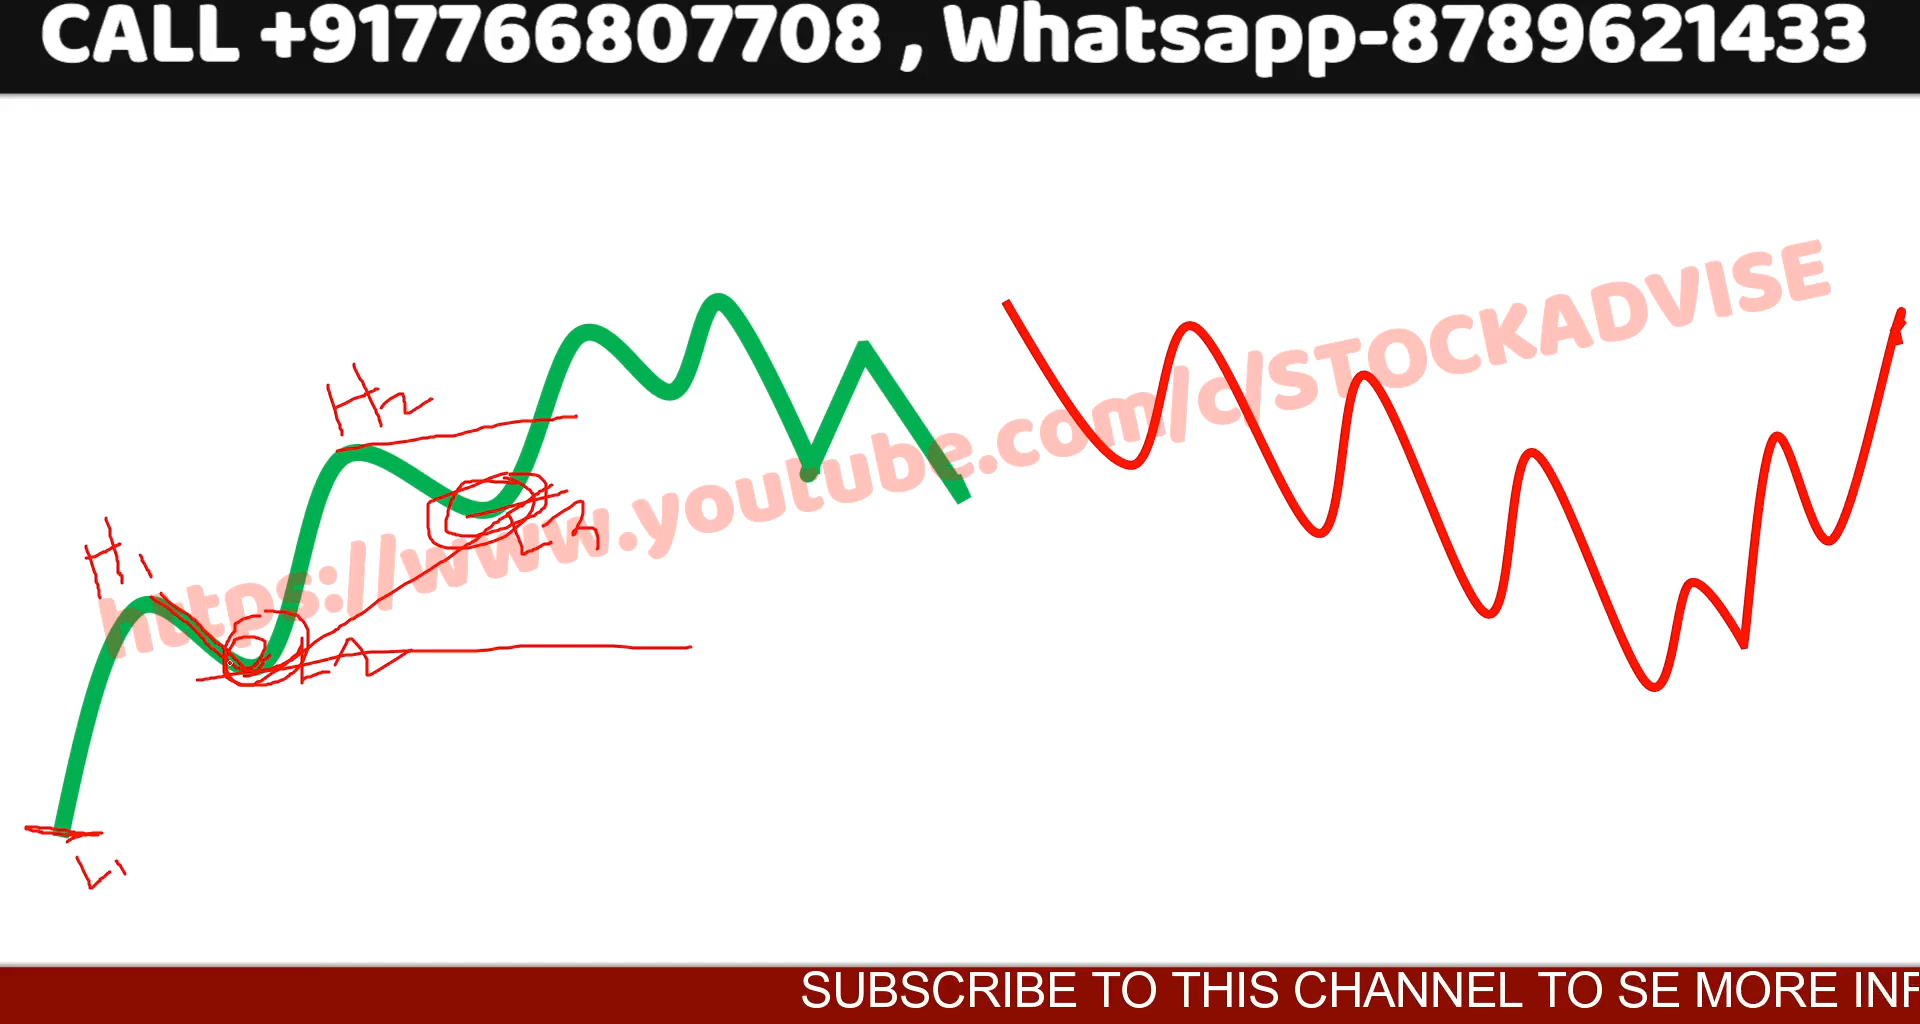 CALL +917766807708 , Whatsapp-8789621433
https://www.youtube.com/c/STOCKADVISE
H2
H1
L3
L2
L1
SUBSCRIBE TO THIS CHANNEL TO SE MORE INF